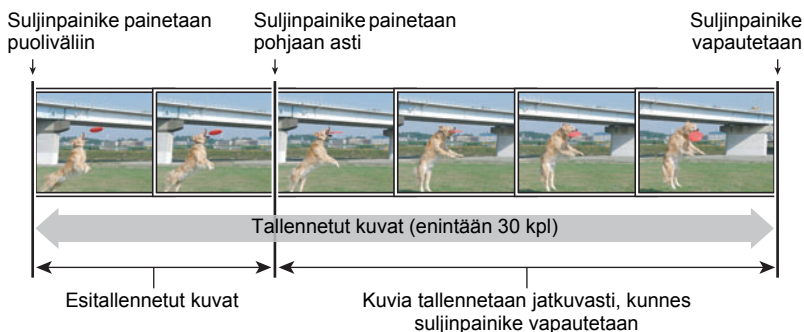 Suljinpainike painetaan
puoliväliin
Suljinpainike painetaan
pohjaan asti
Suljinpainike
vapautetaan
Tallennetut kuvat (enintään 30 kpl)
Esitallennetut kuvat
Kuvia tallennetaan jatkuvasti, kunnes
suljinpainike vapautetaan